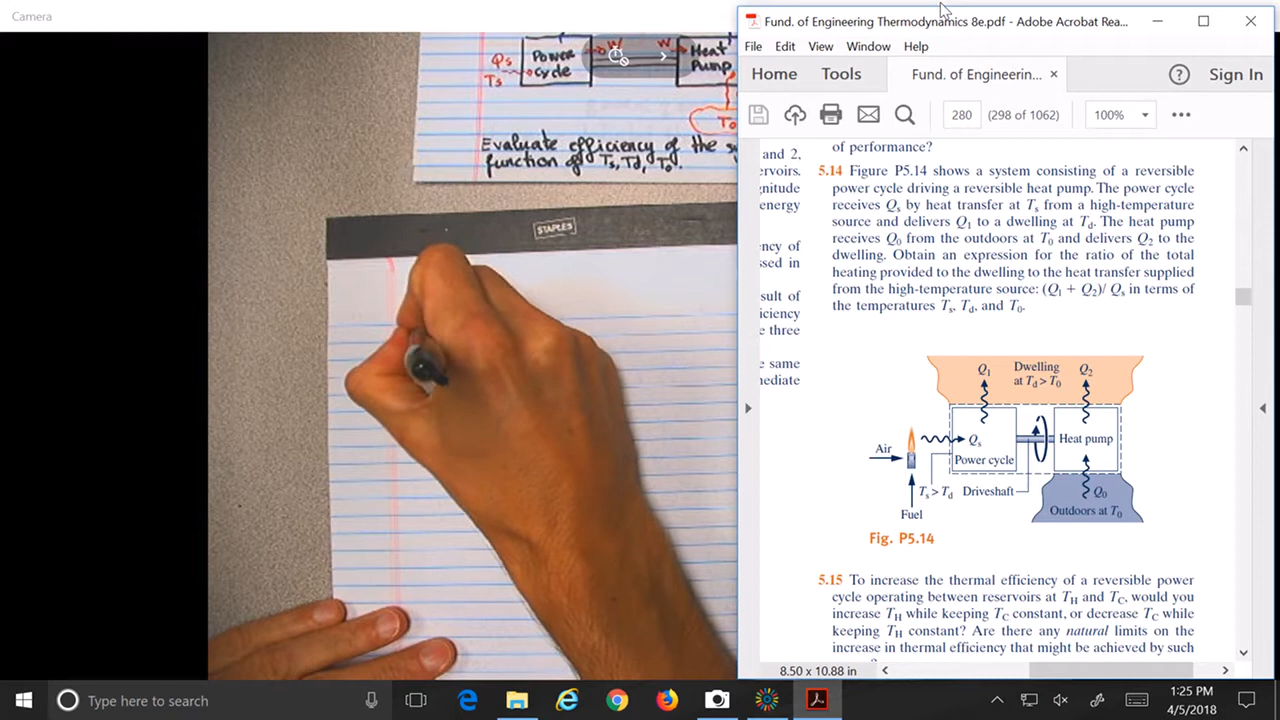 Camera
Qs
Ts
Power
cycle
W
W
Heat
Pump
To
Evaluate efficiency of the
function of Ts, Td, To.
STAPLES
Fund. of Engineering Thermodynamics 8e.pdf - Adobe Acrobat Rea...
File Edit View Window Help
Home Tools Fund. of Engineerin... × Sign In
280 (298 of 1062) 100%
and 2,
ervoirs.
gnitude
energy
ency of
ssed in
sult of
iciency
e three
e same
mediate
of performance?
5.14 Figure P5.14 shows a system consisting of a reversible
power cycle driving a reversible heat pump. The power cycle
receives Qs by heat transfer at Ts from a high-temperature
source and delivers Q1 to a dwelling at Td. The heat pump
receives Q0 from the outdoors at T0 and delivers Q2 to the
dwelling. Obtain an expression for the ratio of the total
heating provided to the dwelling to the heat transfer supplied
from the high-temperature source: (Q1 + Q2)/ Qs in terms of
the temperatures Ts, Td, and T0.
Q1 Dwelling Q2
at Td > T0
Qs Heat pump
Air
Power cycle
Ts > Td Driveshaft Q0
Fuel Outdoors at T0
Fig. P5.14
5.15 To increase the thermal efficiency of a reversible power
cycle operating between reservoirs at TH and TC, would you
increase TH while keeping TC constant, or decrease TC while
keeping TH constant? Are there any natural limits on the
increase in thermal efficiency that might be achieved by such
8.50 x 10.88 in
Type here to search
1:25 PM
4/5/2018